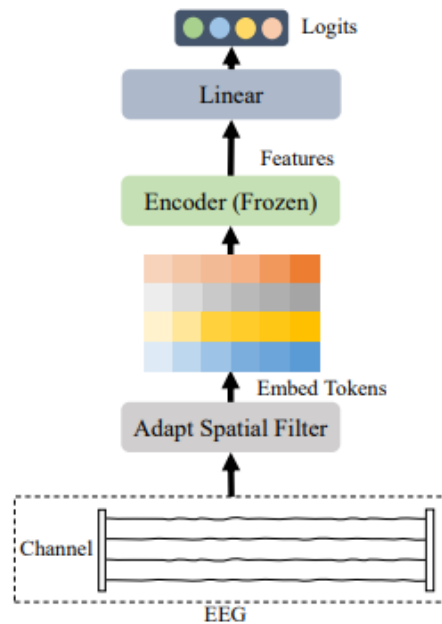 Logits
Linear
Features
Encoder (Frozen)
Embed Tokens
Adapt Spatial Filter
Channel
EEG